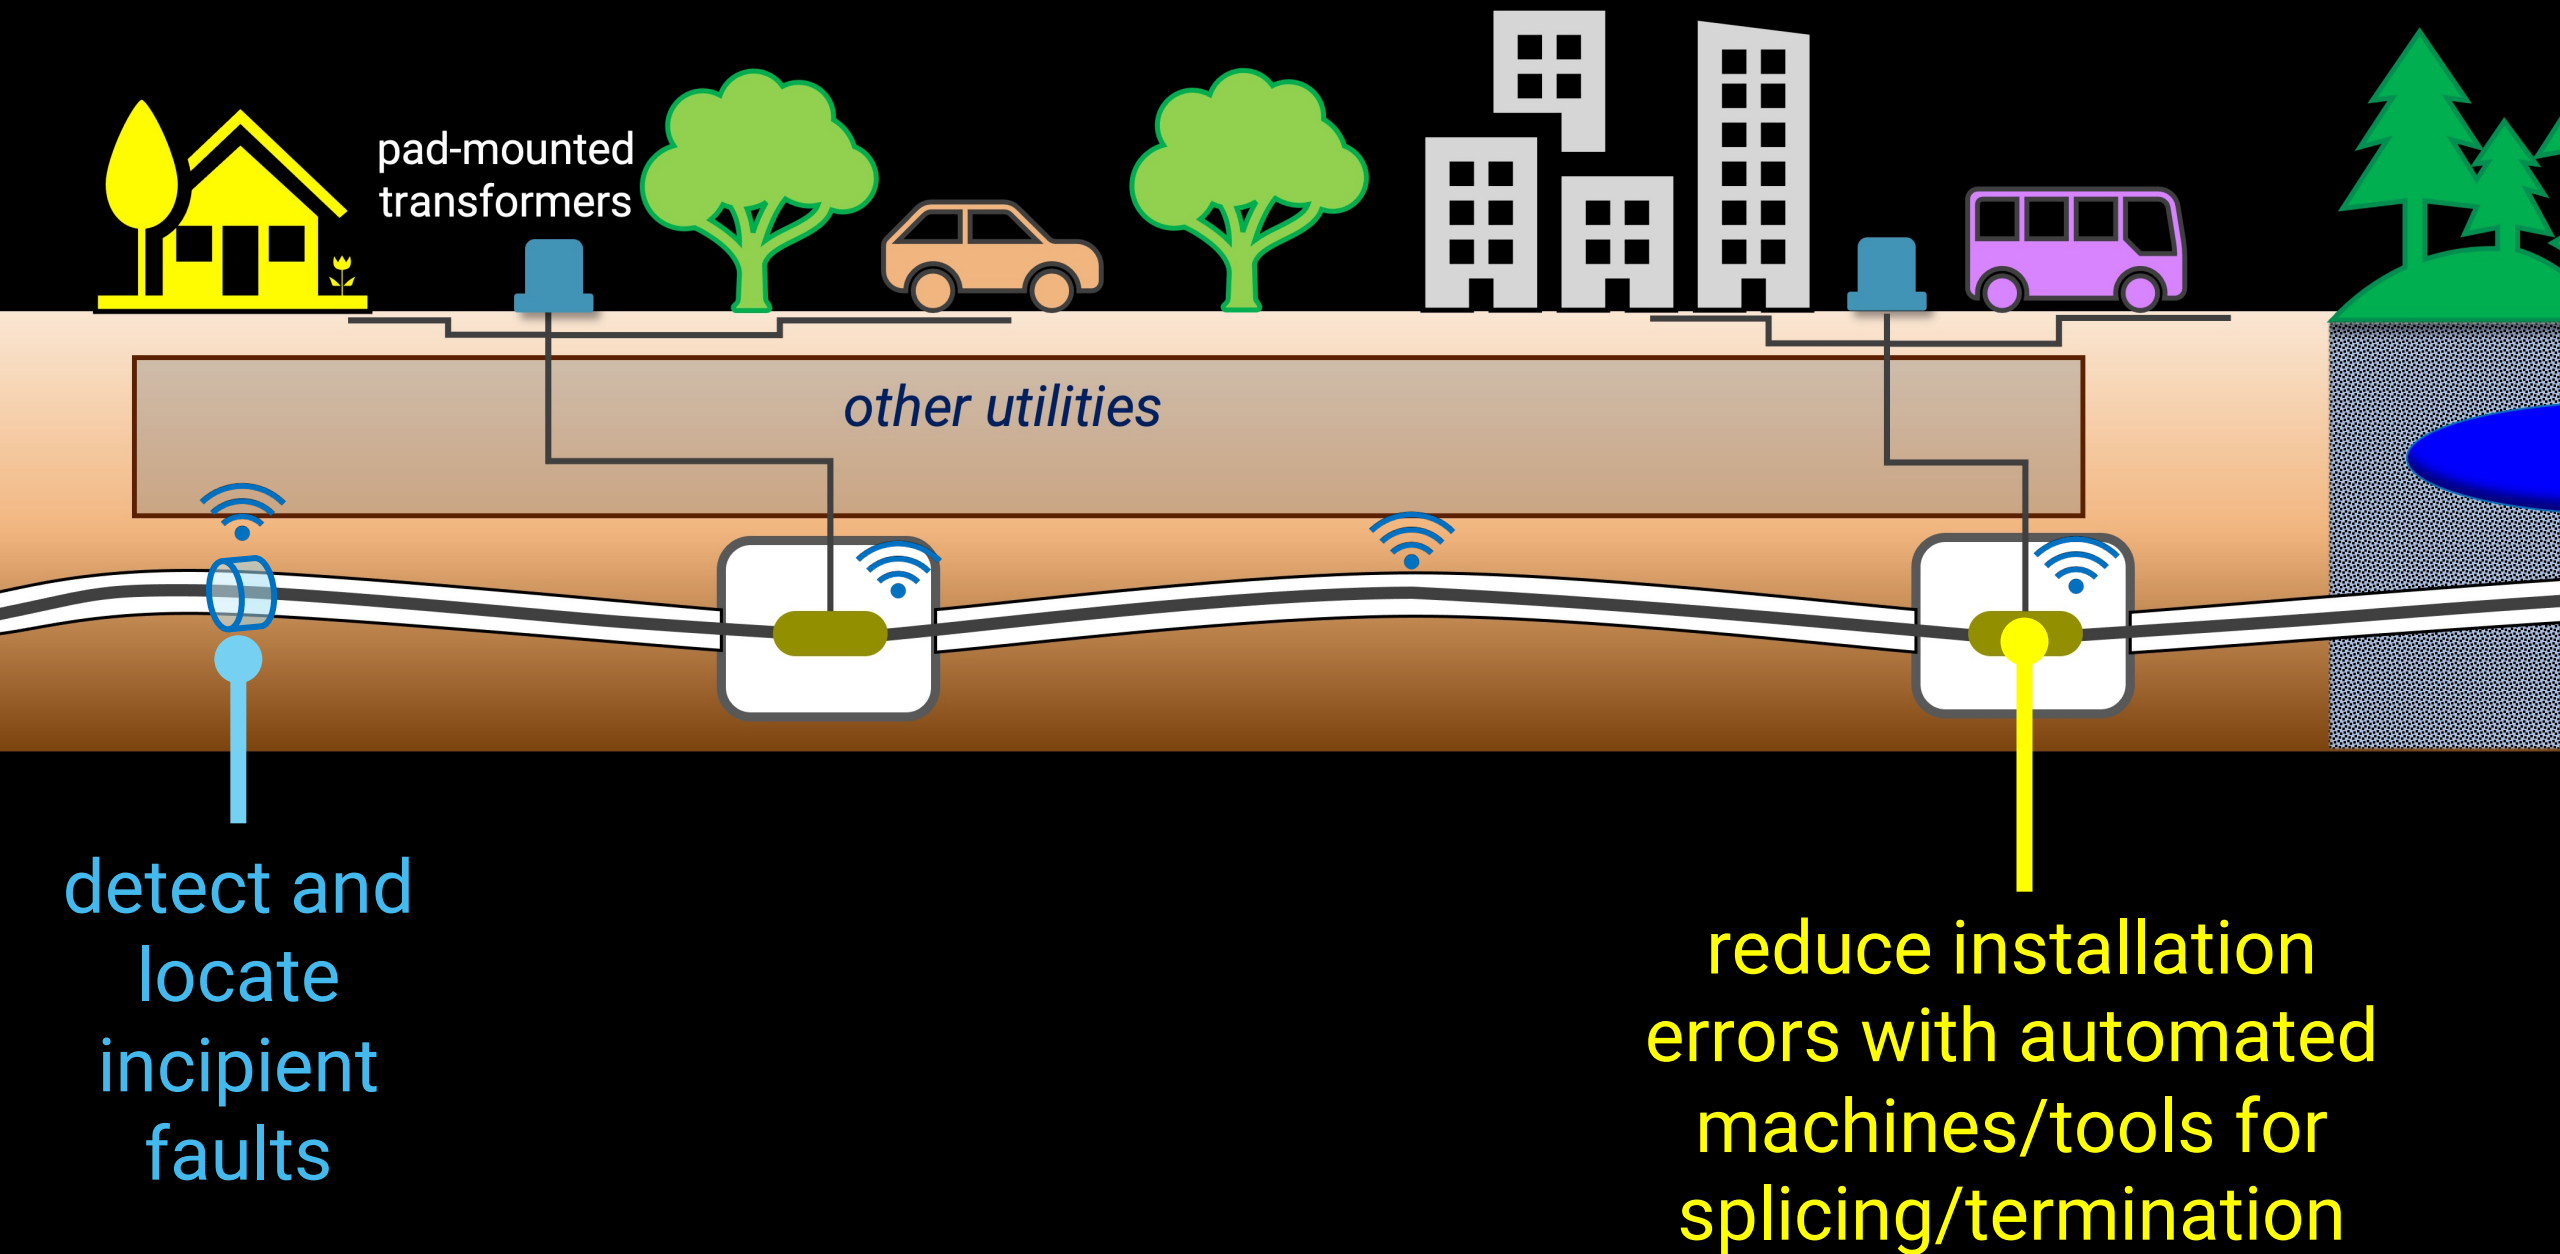 pad-mounted
transformers
other utilities
detect and
locate
incipient
faults
reduce installation
errors with automated
machines/tools for
splicing/termination